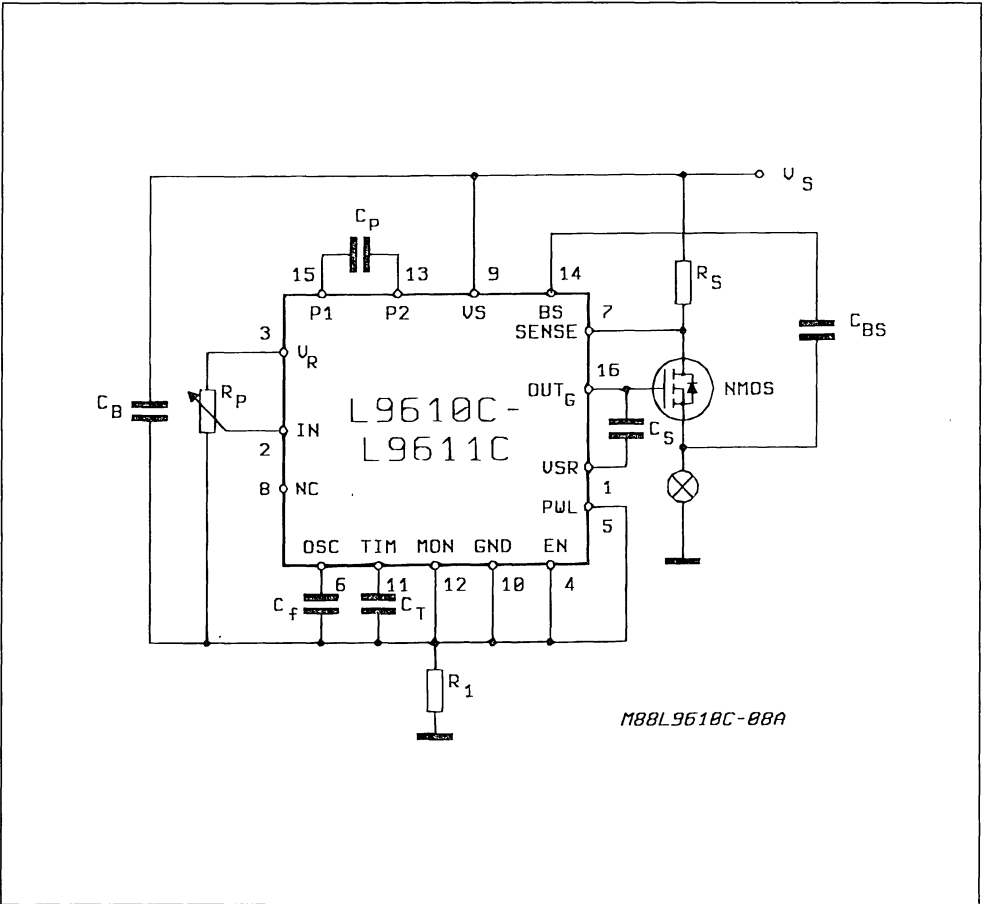 V S
C P
15 13 9 14
P1 P2 VS BS
R S
7
SENSE
C BS
3
V R
16
OUT G
NMOS
R P
C B
L9610C-
L9611C
C S
IN
2
VSR
1
8 NC
PWL
5
OSC TIM MON GND EN
6 11 12 10 4
C f C T
R 1
M88L9610C-08A